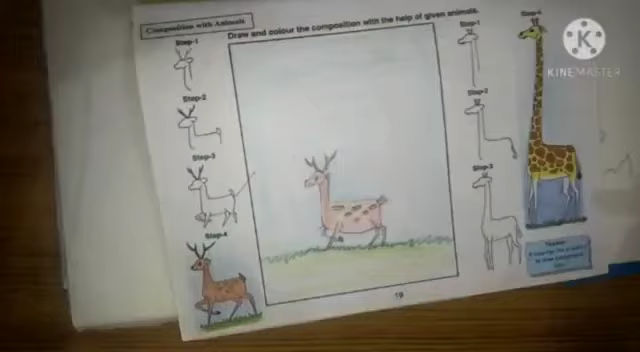 Composition with Animals
Draw and colour the composition with the help of given animals.
Step-1
Step-2
Step-3
Step-4
Step-1
Step-2
Step-3
Step-4
KINEMASTER
19